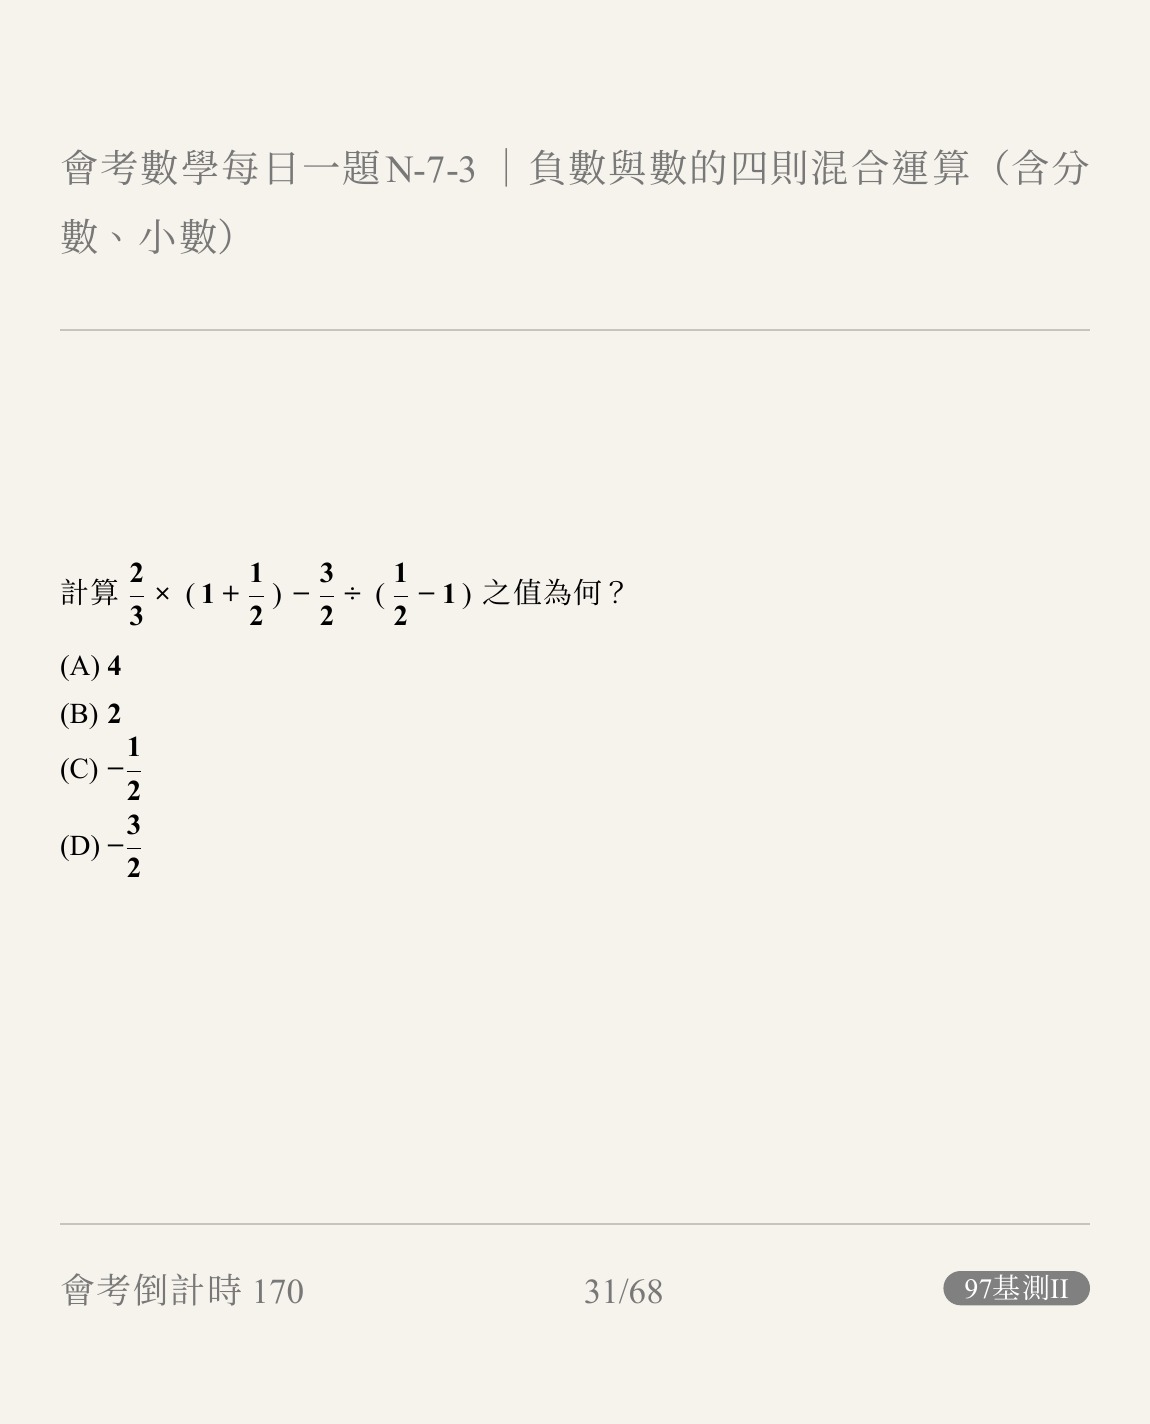 會考數學每日一題N-7-3 ｜負數與數的四則混合運算（含分
數、小數）
計算 2/3 × ( 1 + 1/2 ) − 3/2 ÷ ( 1/2 − 1 ) 之值為何？
(A) 4
(B) 2
(C) −1/2
(D) −3/2
會考倒計時 170 31/68 97基測II